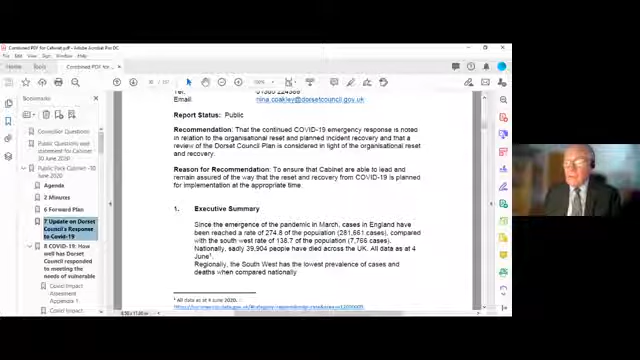 Combined PDF for Cabinet.pdf - Adobe Acrobat Pro DC
File Edit View Sign Window Help
Home
Tools
Combined PDF for C...
Bookmarks
Councillor Questions
Public Pack Cabinet - 30
June 2020
Agenda
2 Minutes
6 Forward Plan
7 Update on Dorset
Council's Response
to Covid-19
8 COVID-19: How
well has Dorset
Council responded
to meeting the
needs of vulnerable
Covid Impact
Assessment
Appendix 1
Covid Impact
Email:
nina.coakley@dorsetcouncil.gov.uk
Report Status: Public
Recommendation: That the continued COVID-19 emergency response is noted
in relation to the organisational reset and planned incident recovery and that a
review of the Dorset Council Plan is considered in light of the organisational reset
and recovery.
Reason for Recommendation: To ensure that Cabinet are able to lead and
remain assured of the way that the reset and recovery from COVID-19 is planned
for implementation at the appropriate time.
1. Executive Summary
Since the emergence of the pandemic in March, cases in England have
been reached a rate of 274.8 of the population (281,661 cases),
compared with the south west rate of 138.7 of the population (7,766 cases).
Nationally, sadly 39,904 people have died across the UK. All data as at 4
June¹.
Regionally, the South West has the lowest prevalence of cases and
deaths when compared nationally
¹ All data as at 4 June 2020.